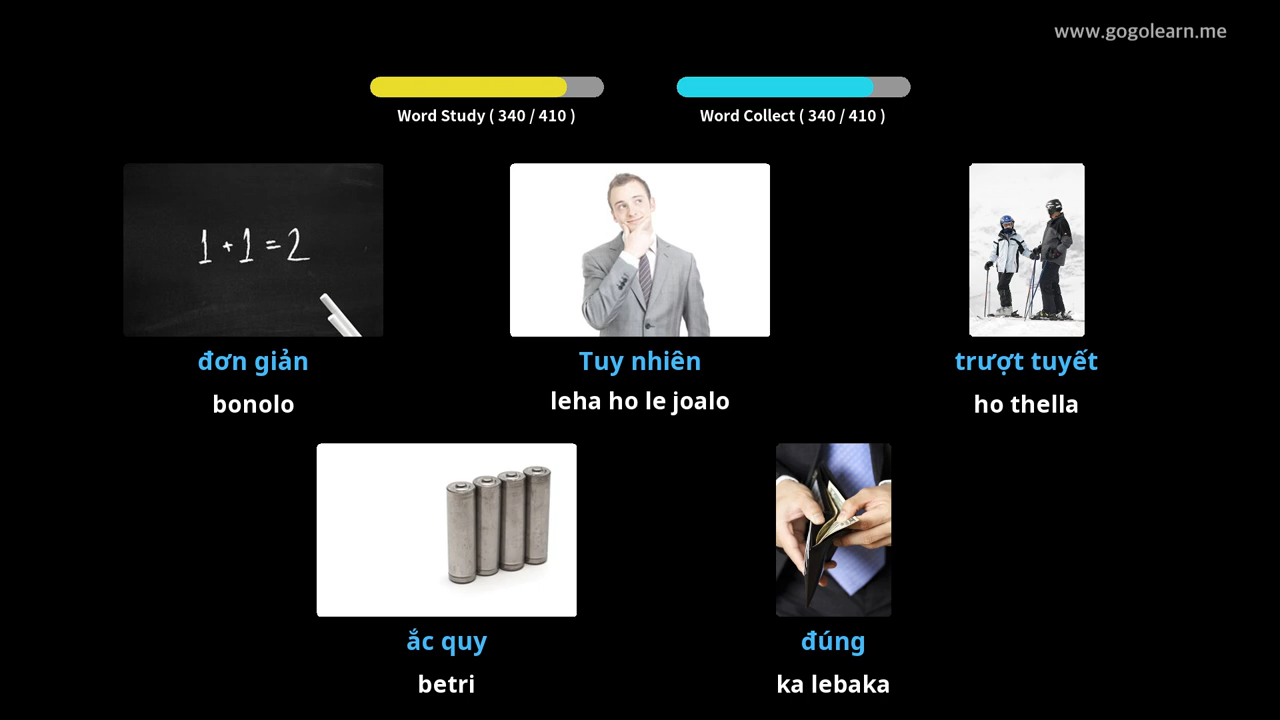 www.gogolearn.me
Word Study ( 340 / 410 )
Word Collect ( 340 / 410 )
1 + 1 = 2
đơn giản
bonolo
Tuy nhiên
leha ho le joalo
trượt tuyết
ho thella
ắc quy
betri
đúng
ka lebaka